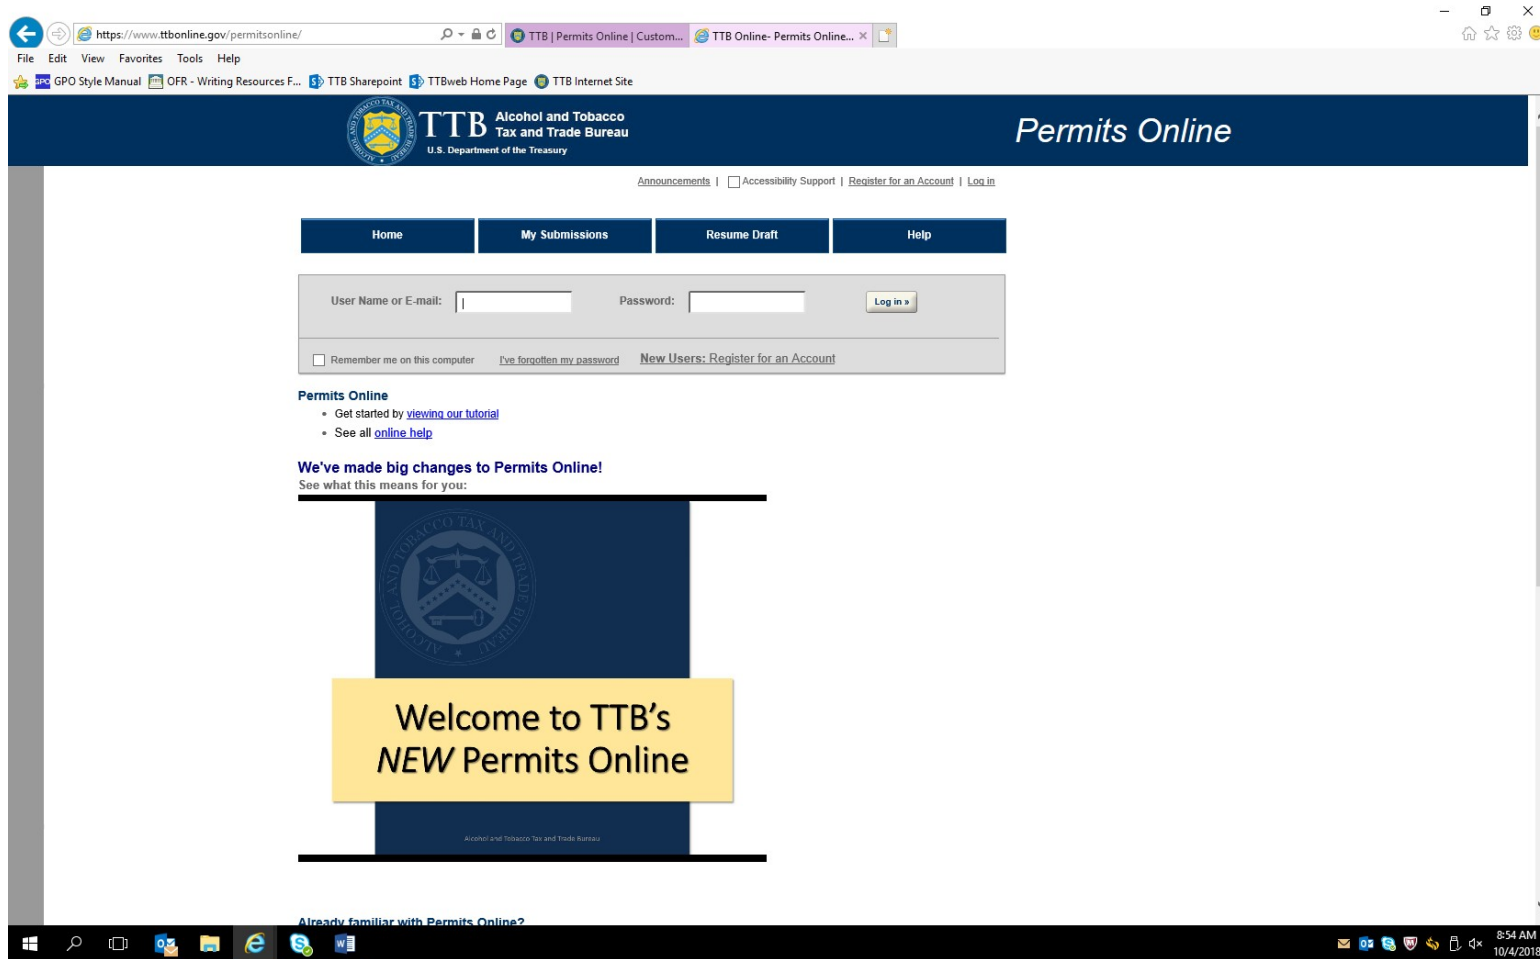 https://www.ttbonline.gov/permitsonline/
TTB | Permits Online | Custom...
TTB Online- Permits Online...
File Edit View Favorites Tools Help
GPO Style Manual OFR - Writing Resources F... TTB Sharepoint TTBweb Home Page TTB Internet Site
TTB Alcohol and Tobacco
Tax and Trade Bureau
U.S. Department of the Treasury
Permits Online
Announcements | Accessibility Support | Register for an Account | Log in
Home My Submissions Resume Draft Help
User Name or E-mail: Password: Log in »
Remember me on this computer I've forgotten my password New Users: Register for an Account
Permits Online
• Get started by viewing our tutorial
• See all online help
We've made big changes to Permits Online!
See what this means for you:
ALCOHOL AND TOBACCO TAX AND TRADE BUREAU
Welcome to TTB's
NEW Permits Online
Alcohol and Tobacco Tax and Trade Bureau
Already familiar with Permits Online?
8:54 AM
10/4/2018